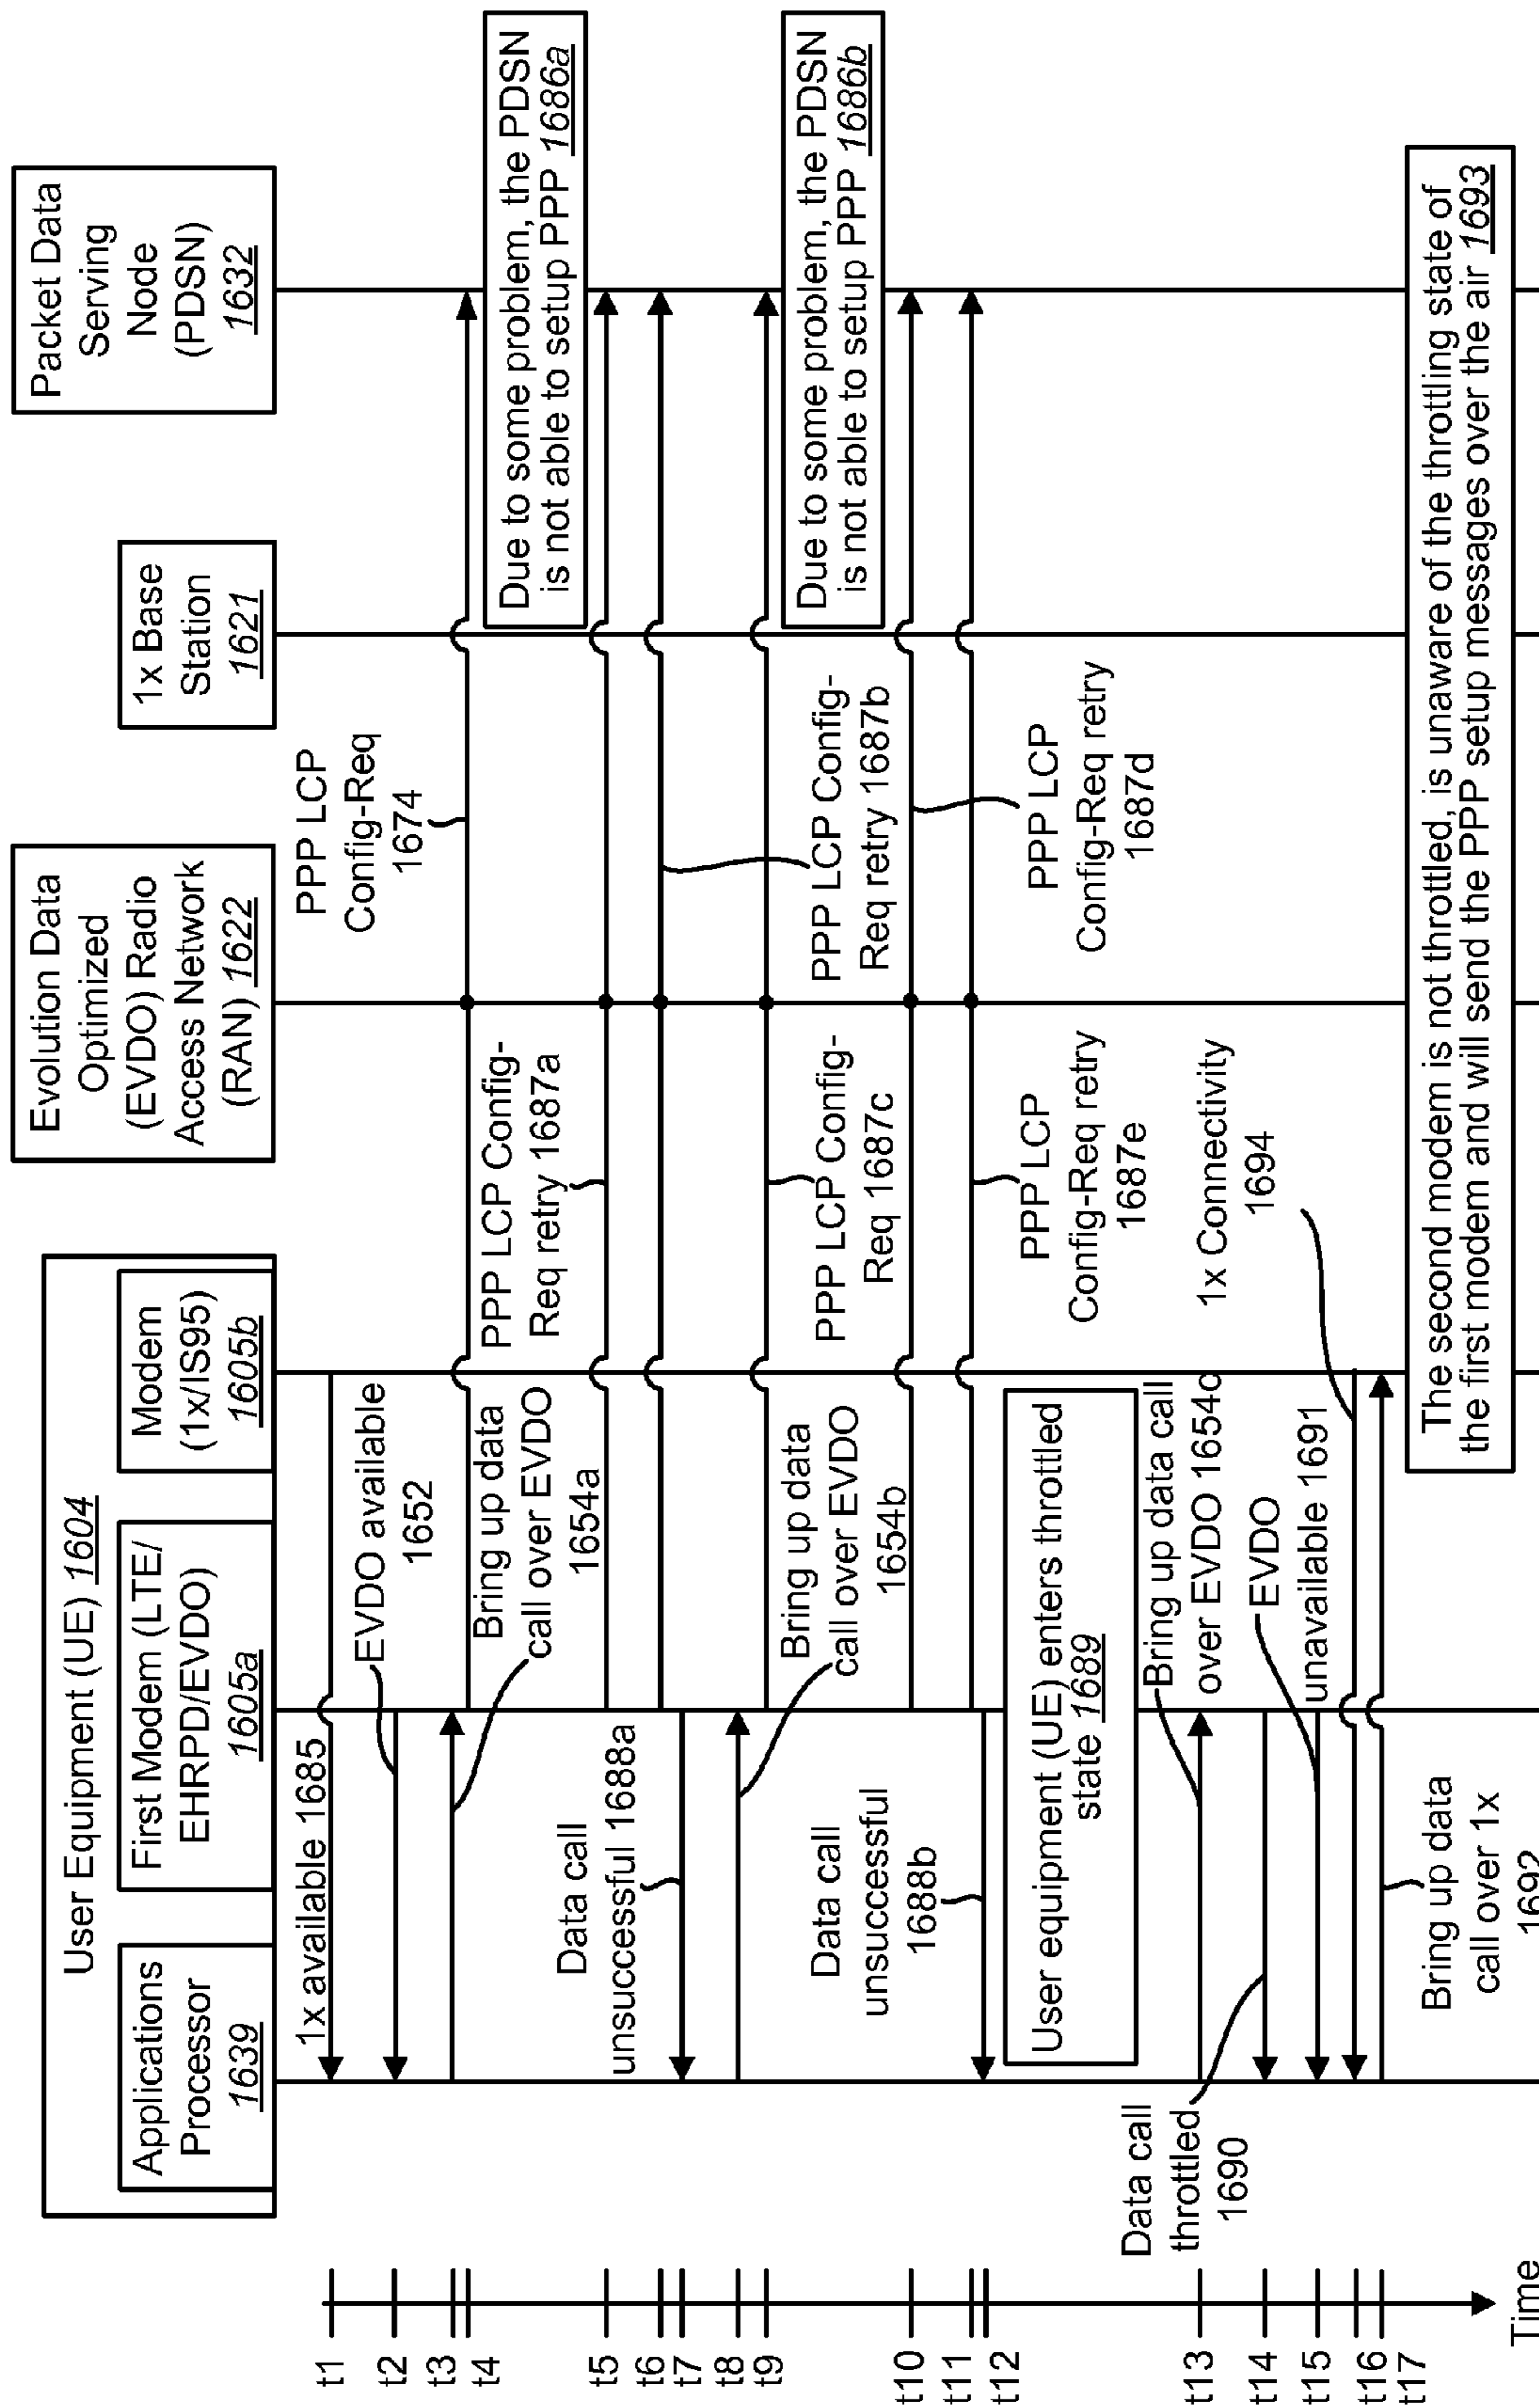 User Equipment (UE) 1604
Applications
Processor
1639
First Modem (LTE/
EHRPD/EVDO)
1605a
Modem
(1x/IS95)
1605b
Evolution Data
Optimized
(EVDO) Radio
Access Network
(RAN) 1622
1x Base
Station
1621
Packet Data
Serving
Node
(PDSN)
1632
t1
1x available 1685
t2
EVDO available
1652
t3
Bring up data
call over EVDO
1654a
t4
PPP LCP
Config-Req
1674
Due to some problem, the PDSN
is not able to setup PPP 1686a
t5
PPP LCP Config-
Req retry 1687a
t6
PPP LCP Config-
Req retry 1687b
t7
Data call
unsuccessful 1688a
t8
Bring up data
call over EVDO
1654b
t9
PPP LCP Config-
Req 1687c
Due to some problem, the PDSN
is not able to setup PPP 1686b
t10
PPP LCP
Config-Req retry
1687d
t11
PPP LCP
Config-Req retry
1687e
t12
Data call
unsuccessful
1688b
User equipment (UE) enters throttled
state 1689
t13
Bring up data call
over EVDO 1654c
t14
Data call
throttled
1690
t15
EVDO
unavailable 1691
t16
1x Connectivity
1694
t17
Bring up data
call over 1x
1692
The second modem is not throttled, is unaware of the throttling state of
the first modem and will send the PPP setup messages over the air 1693
Time